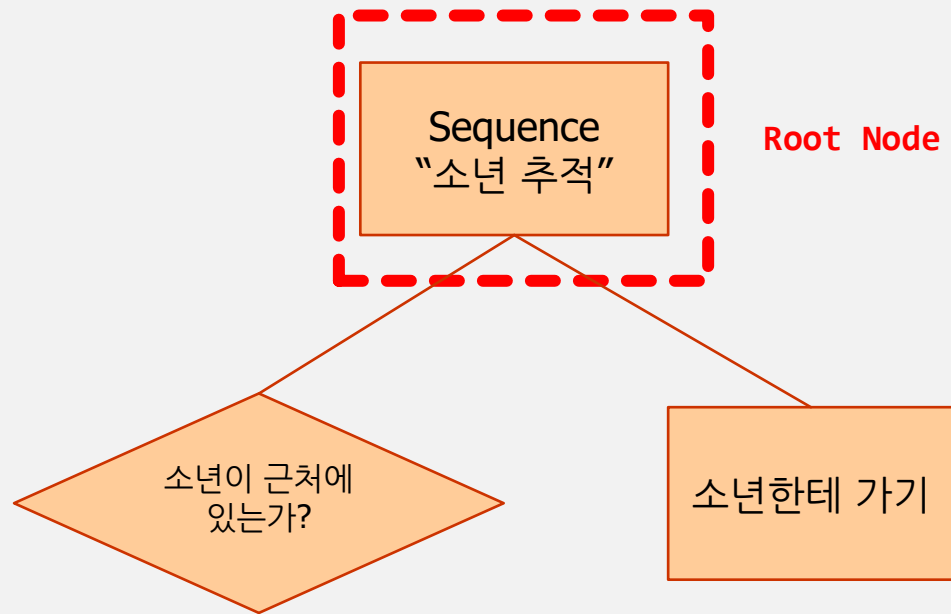 Sequence
“소년 추적”
Root Node
소년이 근처에
있는가?
소년한테 가기